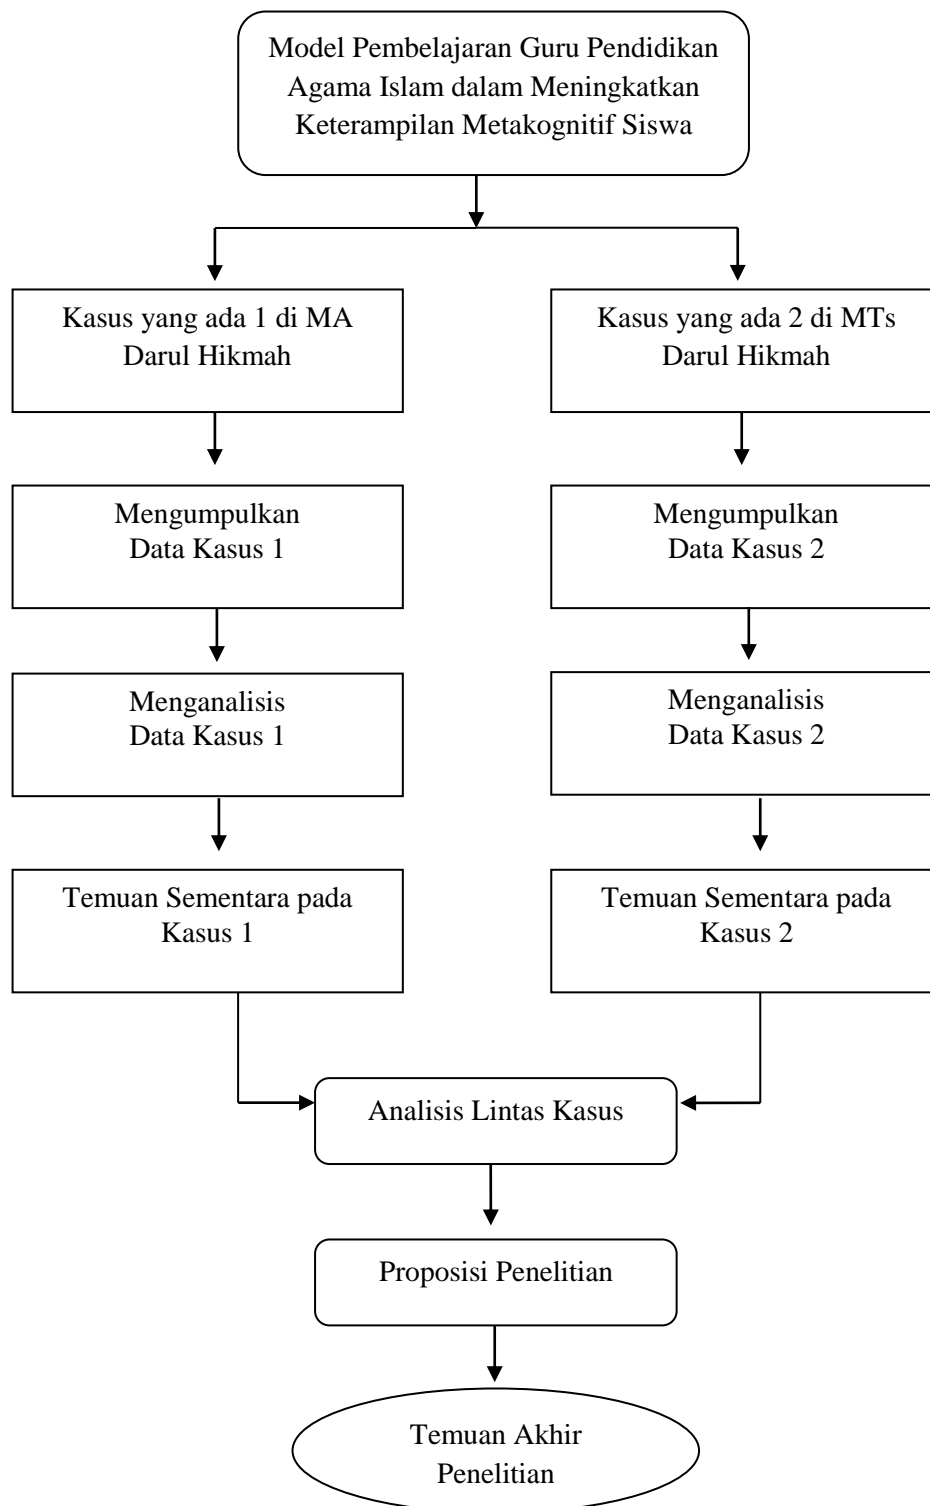 Model Pembelajaran Guru Pendidikan
Agama Islam dalam Meningkatkan
Keterampilan Metakognitif Siswa
Kasus yang ada 1 di MA
Darul Hikmah
Kasus yang ada 2 di MTs
Darul Hikmah
Mengumpulkan
Data Kasus 1
Mengumpulkan
Data Kasus 2
Menganalisis
Data Kasus 1
Menganalisis
Data Kasus 2
Temuan Sementara pada
Kasus 1
Temuan Sementara pada
Kasus 2
Analisis Lintas Kasus
Proposisi Penelitian
Temuan Akhir
Penelitian